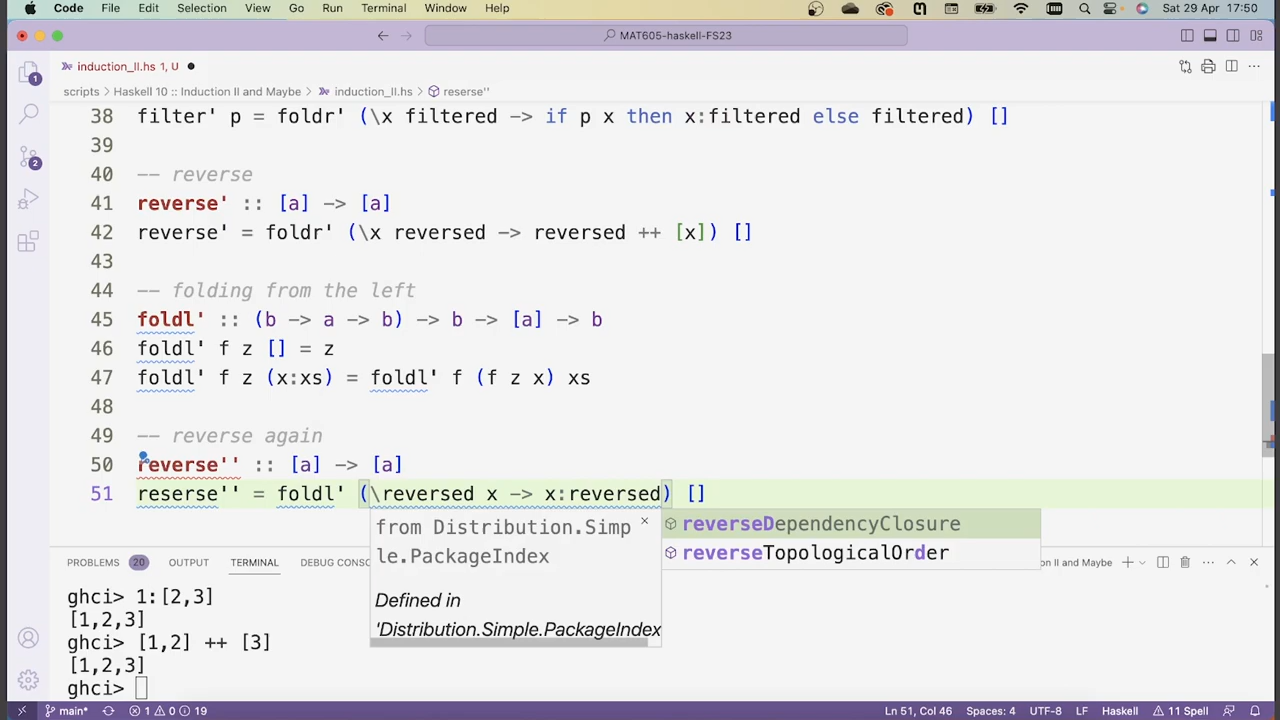 Code File Edit Selection View Go Run Terminal Window Help Sat 29 Apr 17:50
MAT605-haskell-FS23
induction_II.hs 1, U
scripts > Haskell 10 :: Induction II and Maybe > induction_II.hs > reserse''
38 filter' p = foldr' (\x filtered -> if p x then x:filtered else filtered) []
39
40 -- reverse
41 reverse' :: [a] -> [a]
42 reverse' = foldr' (\x reversed -> reversed ++ [x]) []
43
44 -- folding from the left
45 foldl' :: (b -> a -> b) -> b -> [a] -> b
46 foldl' f z [] = z
47 foldl' f z (x:xs) = foldl' f (f z x) xs
48
49 -- reverse again
50 reverse'' :: [a] -> [a]
51 reserse'' = foldl' (\reversed x -> x:reversed) []
from Distribution.Simp
le.PackageIndex
Defined in
'Distribution.Simple.PackageIndex
reverseDependencyClosure
reverseTopologicalOrder
PROBLEMS 20 OUTPUT TERMINAL DEBUG CONSC II and Maybe
ghci> 1:[2,3]
[1,2,3]
ghci> [1,2] ++ [3]
[1,2,3]
ghci>
main* 1 0 19 Ln 51, Col 46 Spaces: 4 UTF-8 LF Haskell 11 Spell